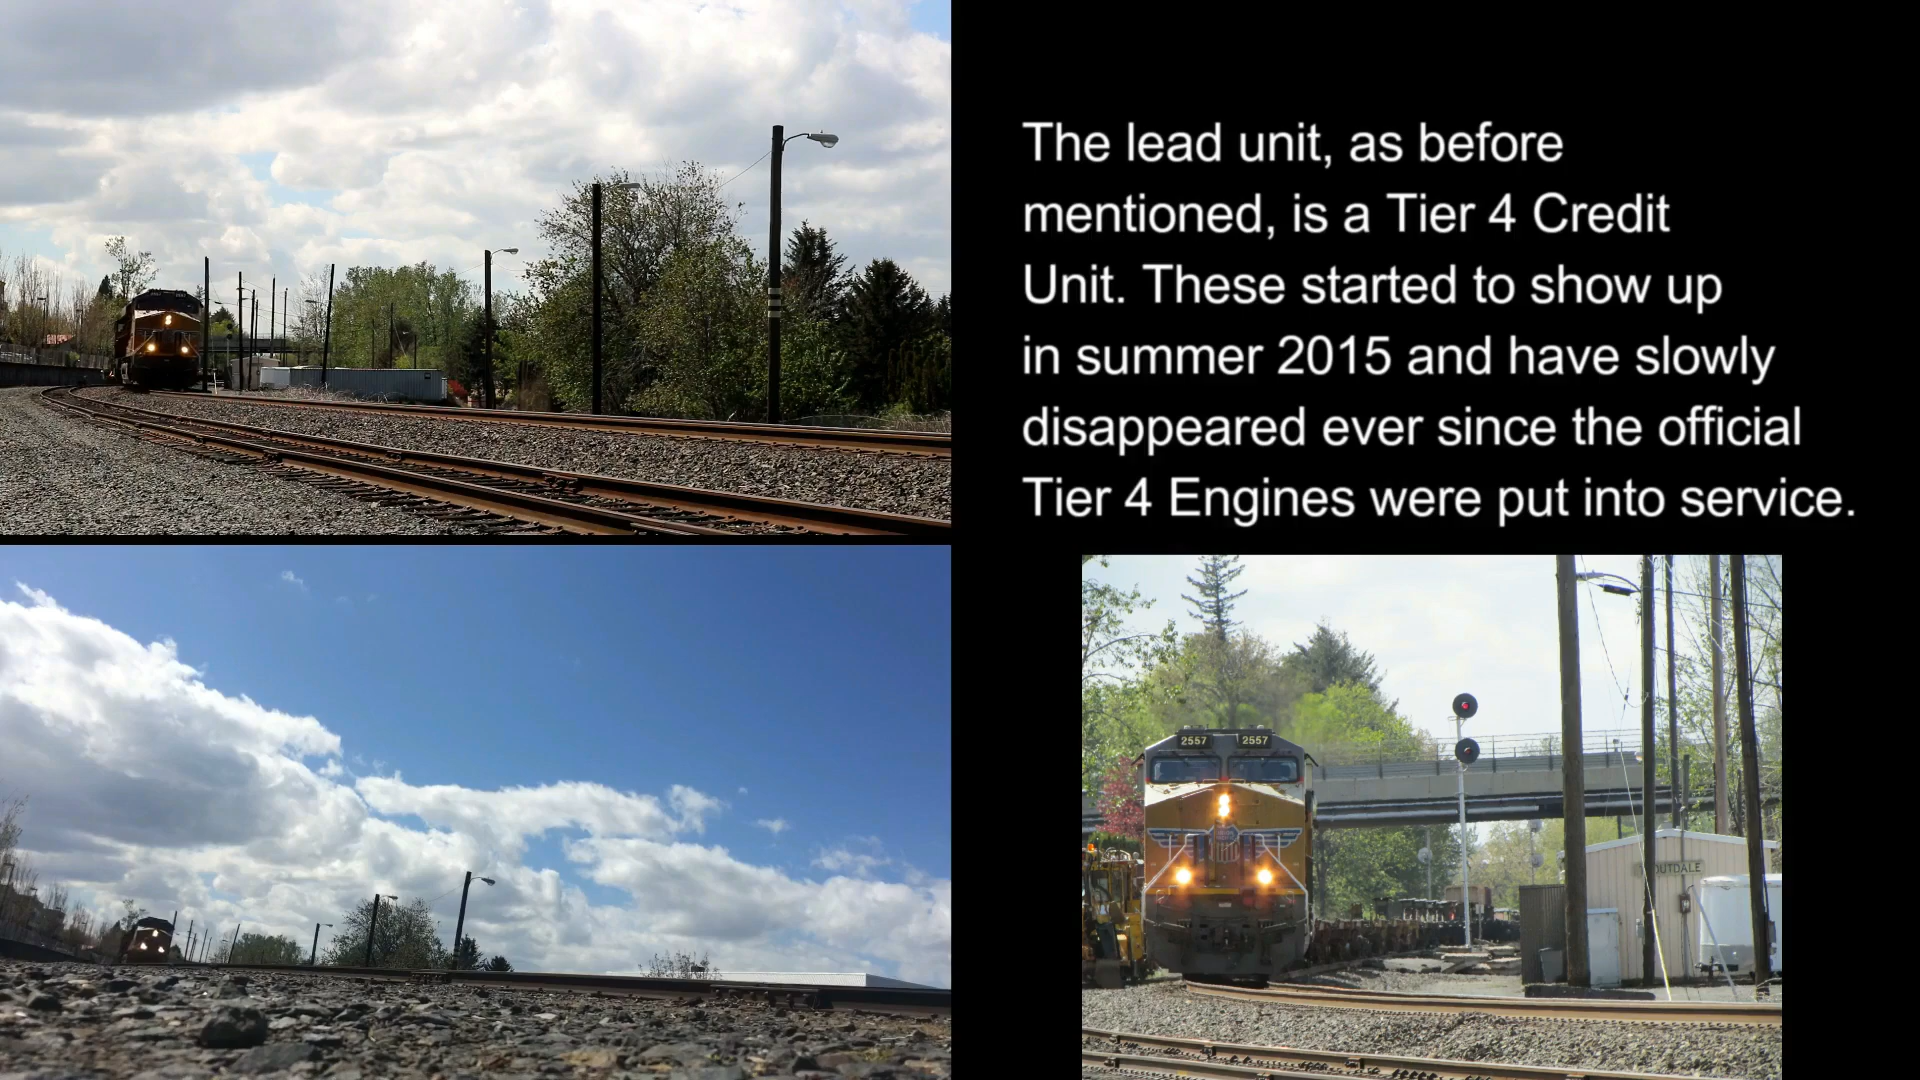 The lead unit, as before
mentioned, is a Tier 4 Credit
Unit. These started to show up
in summer 2015 and have slowly
disappeared ever since the official
Tier 4 Engines were put into service.
2557 2557
OUTDALE